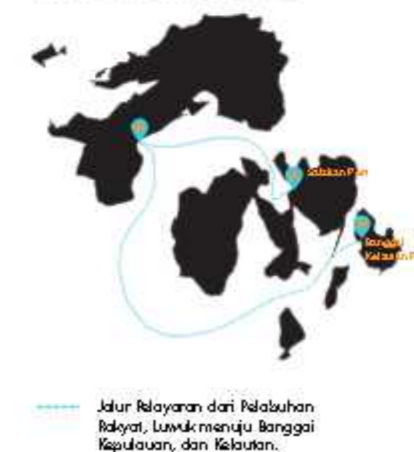 Salakan
Banggai
Jalur Pelayaran dari Pelabuhan
Rakyat, Luwuk menuju Banggai
Kepulauan, dan Kelautan.